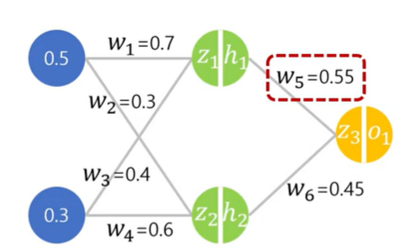 0.5
w₁=0.7
z₁ h₁
w₅=0.55
w₂=0.3
z₃ o₁
w₃=0.4
w₆=0.45
0.3
w₄=0.6
z₂ h₂